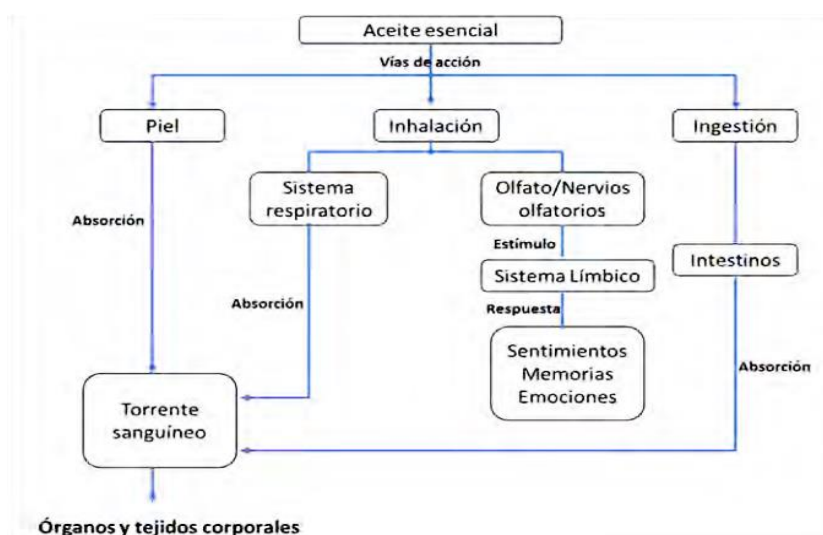 Aceite esencial
Vías de acción
Piel
Inhalación
Ingestión
Sistema
respiratorio
Olfato/Nervios
olfatorios
Absorción
Estímulo
Intestinos
Sistema Límbico
Absorción
Respuesta
Sentimientos
Memorias
Emociones
Absorción
Torrente
sanguíneo
Órganos y tejidos corporales